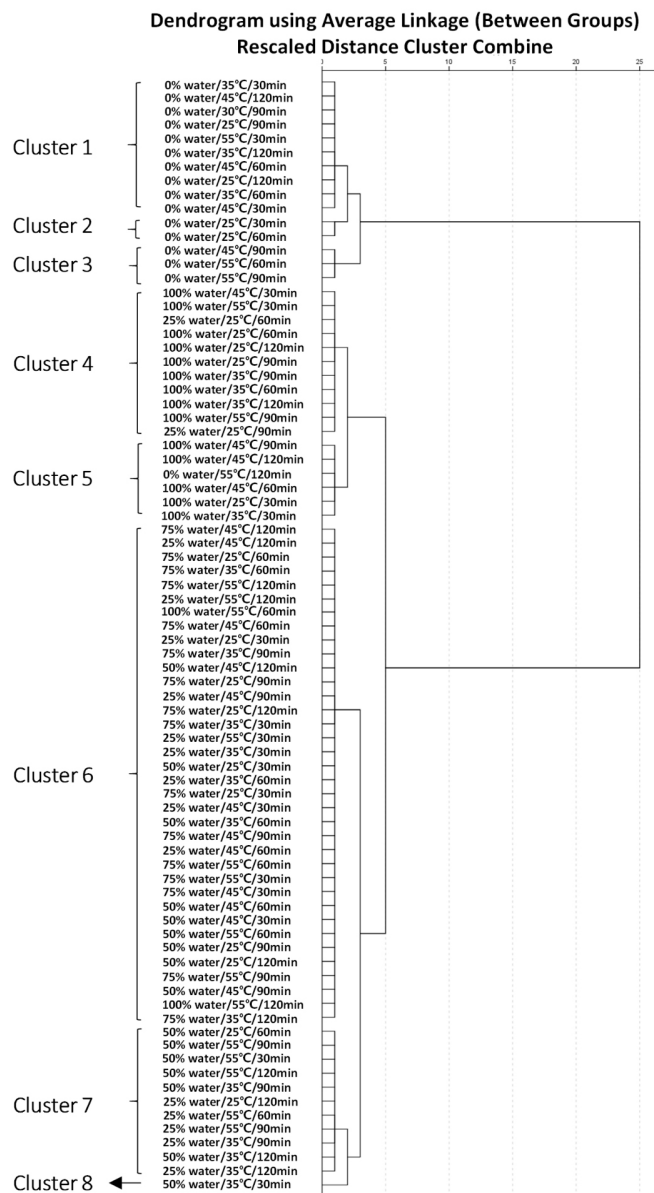 Dendrogram using Average Linkage (Between Groups)
Rescaled Distance Cluster Combine
1 5 10 15 20 25
Cluster 1
0% water/35°C/30min
0% water/45°C/120min
0% water/30°C/90min
0% water/25°C/90min
0% water/55°C/30min
0% water/35°C/120min
0% water/45°C/60min
0% water/25°C/120min
0% water/35°C/60min
0% water/45°C/30min
Cluster 2
0% water/25°C/30min
0% water/25°C/60min
Cluster 3
0% water/45°C/90min
0% water/55°C/60min
0% water/55°C/90min
Cluster 4
100% water/45°C/30min
100% water/55°C/30min
25% water/25°C/60min
100% water/25°C/60min
100% water/25°C/120min
100% water/25°C/90min
100% water/35°C/90min
100% water/35°C/60min
100% water/35°C/120min
100% water/55°C/90min
25% water/25°C/90min
Cluster 5
100% water/45°C/90min
100% water/45°C/120min
0% water/55°C/120min
100% water/45°C/60min
100% water/25°C/30min
100% water/35°C/30min
Cluster 6
75% water/45°C/120min
25% water/45°C/120min
75% water/25°C/60min
75% water/35°C/60min
75% water/55°C/120min
25% water/55°C/120min
100% water/55°C/60min
75% water/45°C/60min
25% water/25°C/30min
75% water/35°C/90min
50% water/45°C/120min
75% water/25°C/90min
25% water/45°C/90min
75% water/25°C/120min
75% water/35°C/30min
25% water/55°C/30min
25% water/35°C/30min
50% water/25°C/30min
25% water/35°C/60min
75% water/25°C/30min
25% water/45°C/30min
50% water/35°C/60min
75% water/45°C/90min
25% water/45°C/60min
75% water/55°C/60min
75% water/55°C/30min
75% water/45°C/30min
50% water/45°C/60min
50% water/45°C/30min
50% water/55°C/60min
50% water/25°C/90min
50% water/25°C/120min
75% water/55°C/90min
50% water/45°C/90min
100% water/55°C/120min
75% water/35°C/120min
Cluster 7
50% water/25°C/60min
50% water/55°C/90min
50% water/55°C/30min
50% water/55°C/120min
50% water/35°C/90min
25% water/25°C/120min
25% water/55°C/60min
25% water/55°C/90min
25% water/35°C/90min
50% water/35°C/120min
25% water/35°C/120min
Cluster 8
50% water/35°C/30min